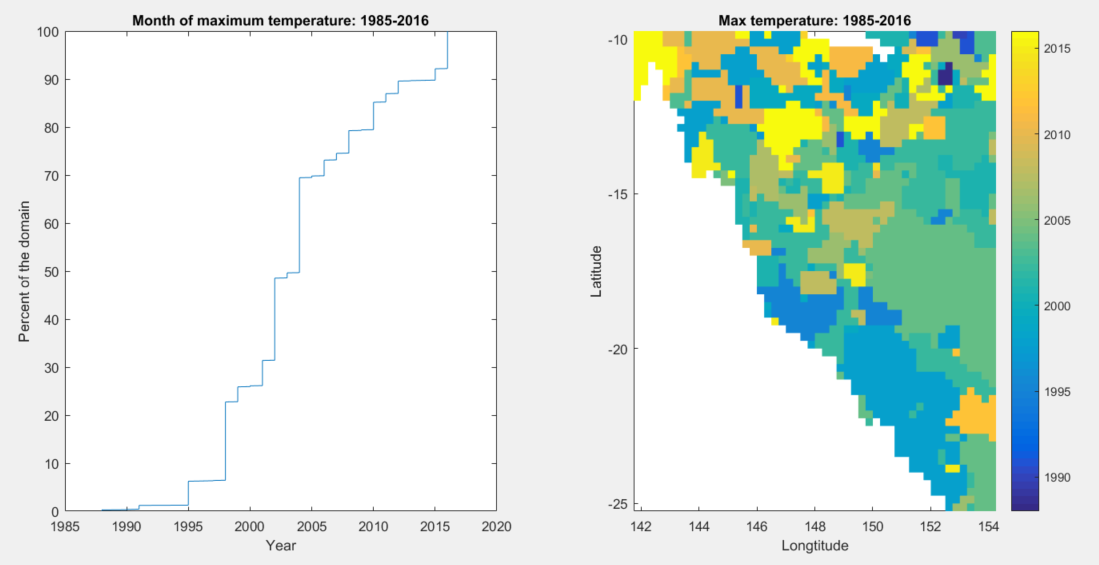 Month of maximum temperature: 1985-2016
100
90
80
70
60
50
40
30
20
10
0
1985 1990 1995 2000 2005 2010 2015 2020
Percent of the domain
Year
Max temperature: 1985-2016
-10
-15
-20
-25
142 144 146 148 150 152 154
Latitude
Longtitude
2015
2010
2005
2000
1995
1990